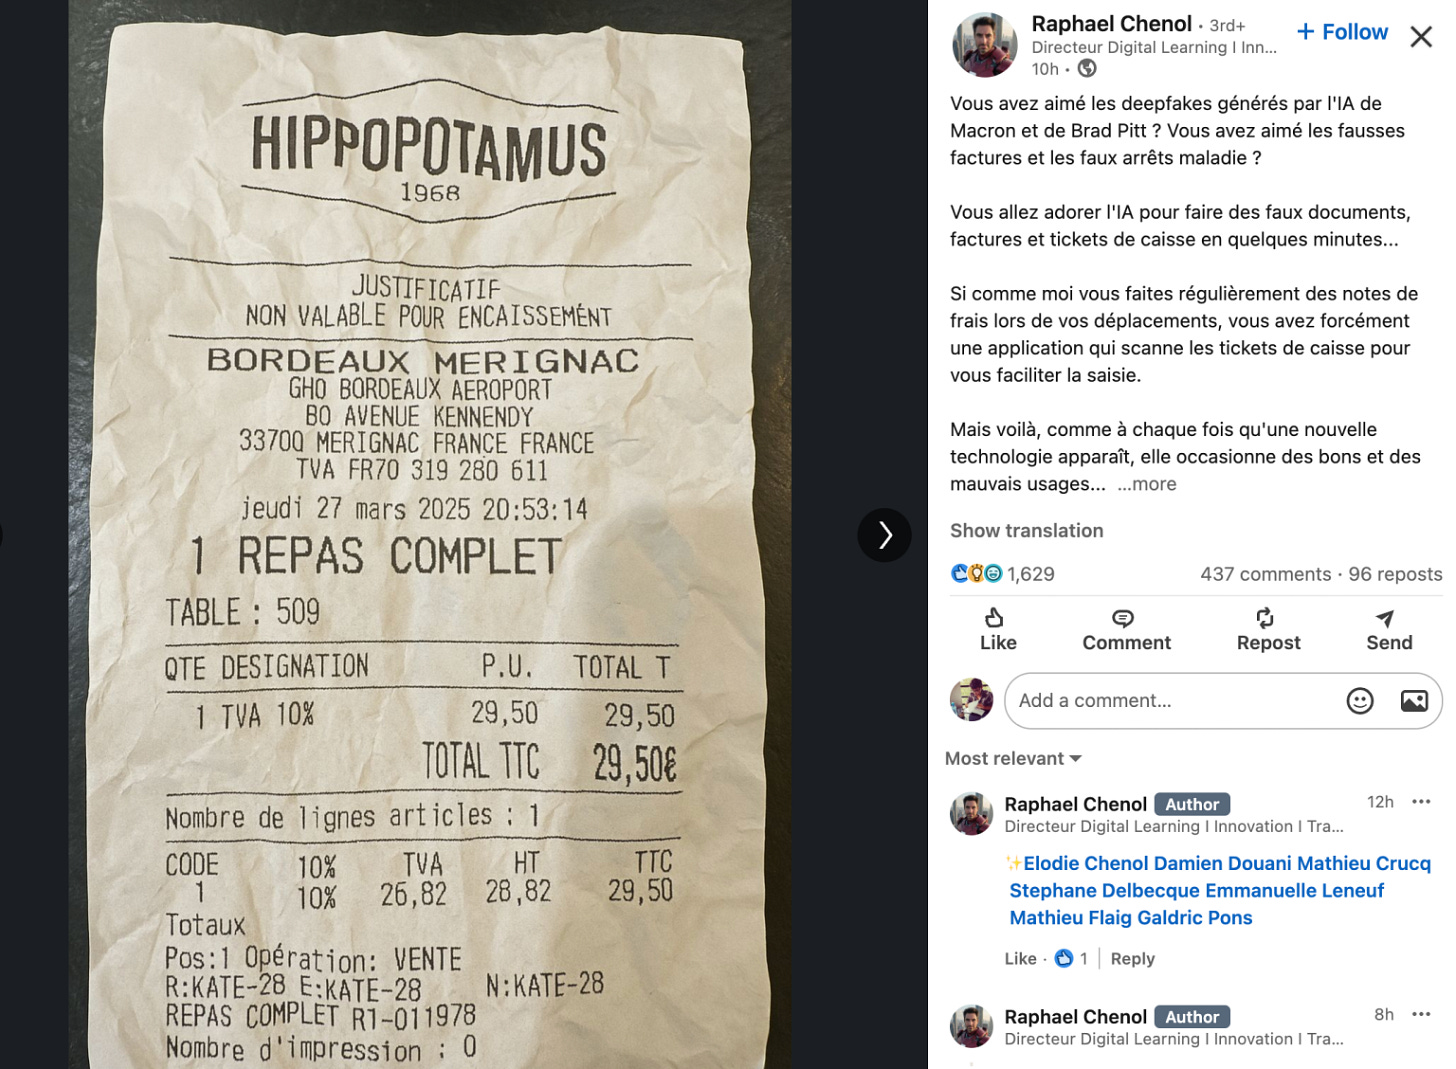 HIPPOPOTAMUS
1968
JUSTIFICATIF
NON VALABLE POUR ENCAISSEMÉNT
BORDEAUX MERIGNAC
GHO BORDEAUX AEROPORT
BO AVENUE KENNENDY
33700 MERIGNAC FRANCE FRANCE
TVA FR70 319 280 611
jeudi 27 mars 2025 20:53:14
1 REPAS COMPLET
TABLE : 509
QTE DESIGNATION P.U. TOTAL T
1 TVA 10% 29,50 29,50
TOTAL TTC 29,50€
Nombre de lignes articles : 1
CODE 10% TVA HT TTC
1 10% 26,82 28,82 29,50
Totaux
Pos:1 Opération: VENTE
R:KATE-28 E:KATE-28 N:KATE-28
REPAS COMPLET R1-011978
Nombre d'impression : 0
Raphael Chenol · 3rd+
+ Follow
Directeur Digital Learning I Inn...
10h ·
Vous avez aimé les deepfakes générés par l'IA de
Macron et de Brad Pitt ? Vous avez aimé les fausses
factures et les faux arrêts maladie ?
Vous allez adorer l'IA pour faire des faux documents,
factures et tickets de caisse en quelques minutes...
Si comme moi vous faites régulièrement des notes de
frais lors de vos déplacements, vous avez forcément
une application qui scanne les tickets de caisse pour
vous faciliter la saisie.
Mais voilà, comme à chaque fois qu'une nouvelle
technologie apparaît, elle occasionne des bons et des
mauvais usages... ...more
Show translation
1,629 437 comments · 96 reposts
Like Comment Repost Send
Add a comment...
Most relevant
Raphael Chenol Author 12h
Directeur Digital Learning I Innovation I Tra...
✨Elodie Chenol Damien Douani Mathieu Crucq
Stephane Delbecque Emmanuelle Leneuf
Mathieu Flaig Galdric Pons
Like · 1 | Reply
Raphael Chenol Author 8h
Directeur Digital Learning I Innovation I Tra...